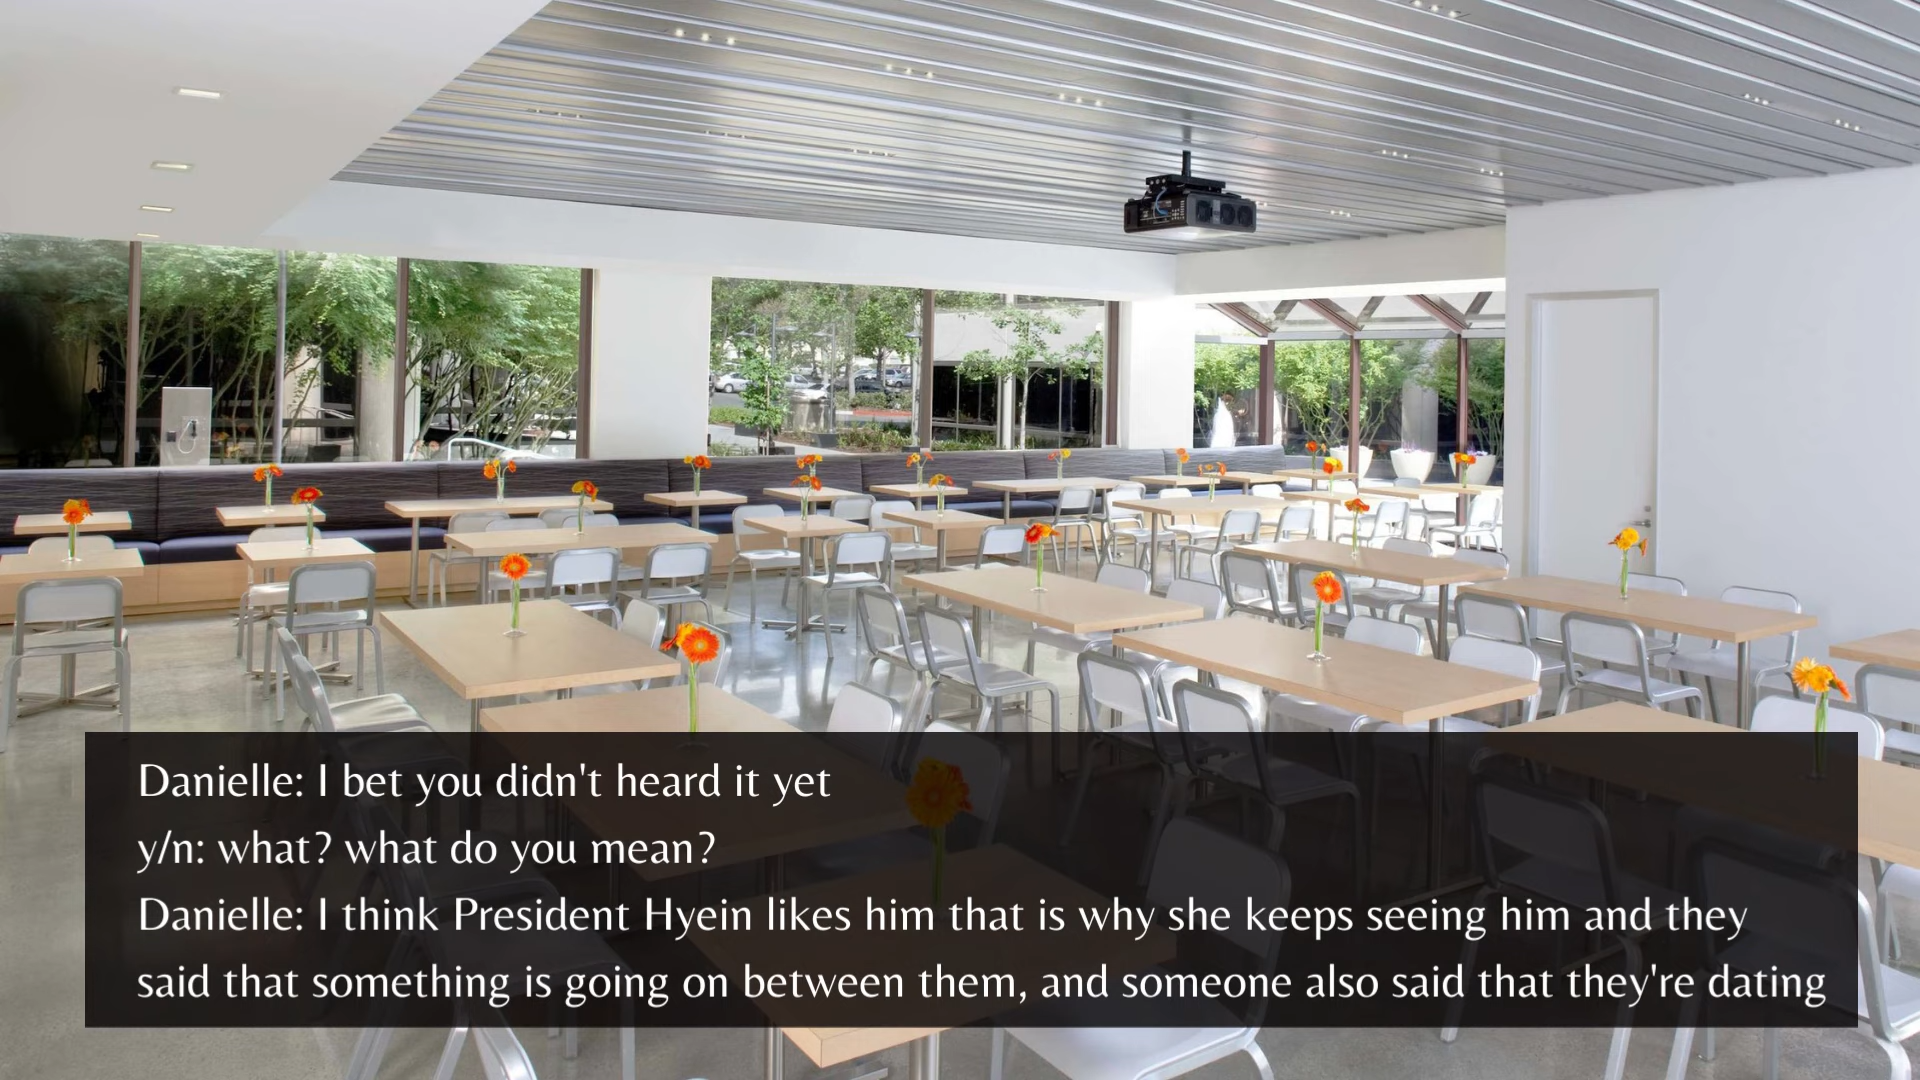 Danielle: I bet you didn't heard it yet
y/n: what? what do you mean?
Danielle: I think President Hyein likes him that is why she keeps seeing him and they
said that something is going on between them, and someone also said that they're dating